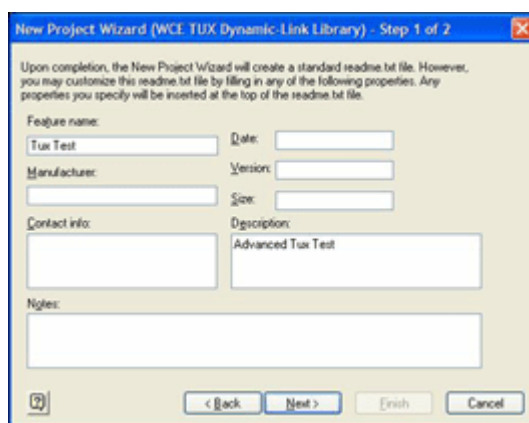 New Project Wizard (WCE TUX Dynamic-Link Library) - Step 1 of 2
Upon completion, the New Project Wizard will create a standard readme.txt file. However,
you may customize this readme.txt file by filling in any of the following properties. Any
properties you specify will be inserted at the top of the readme.txt file.
Feature name:
Tux Test
Date:
Manufacturer:
Version:
Size:
Contact info:
Description:
Advanced Tux Test
Notes:
< Back
Next >
Finish
Cancel